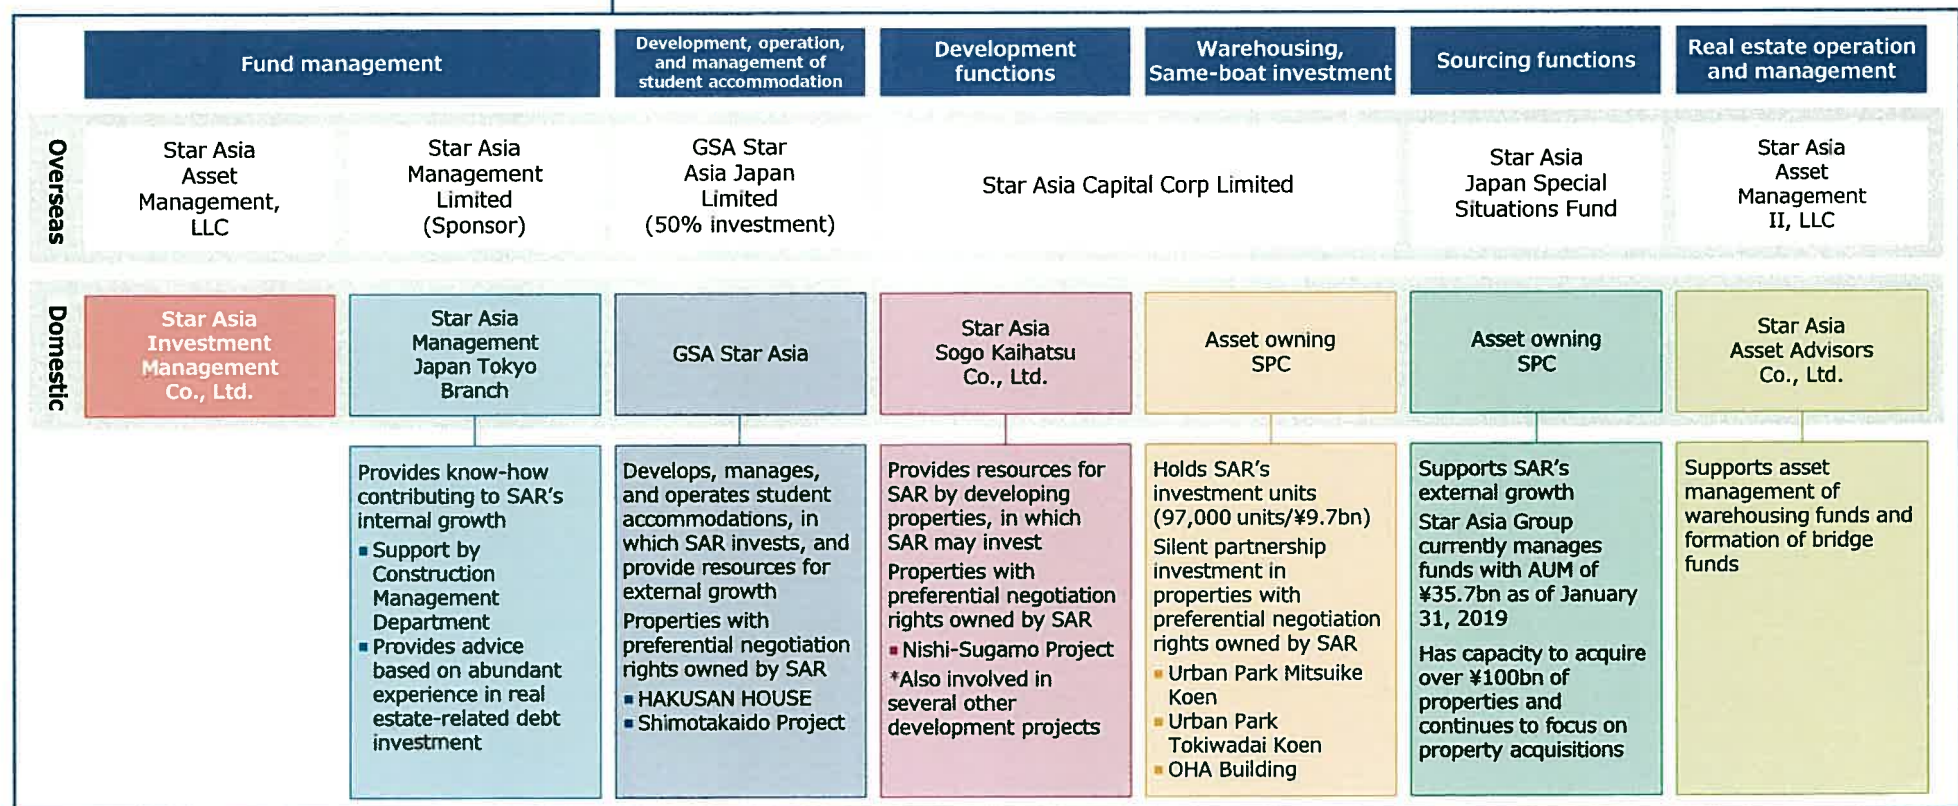 Fund management
Development, operation,
and management of
student accommodation
Development
functions
Warehousing,
Same-boat investment
Sourcing functions
Real estate operation
and management
Overseas
Star Asia
Asset
Management,
LLC
Star Asia
Management
Limited
(Sponsor)
GSA Star
Asia Japan
Limited
(50% investment)
Star Asia Capital Corp Limited
Star Asia
Japan Special
Situations Fund
Star Asia
Asset
Management
II, LLC
Domestic
Star Asia
Investment
Management
Co., Ltd.
Star Asia
Management
Japan Tokyo
Branch
GSA Star Asia
Star Asia
Sogo Kaihatsu
Co., Ltd.
Asset owning
SPC
Asset owning
SPC
Star Asia
Asset Advisors
Co., Ltd.
Provides know-how
contributing to SAR's
internal growth
▪ Support by
Construction
Management
Department
▪ Provides advice
based on abundant
experience in real
estate-related debt
investment
Develops, manages,
and operates student
accommodations, in
which SAR invests, and
provide resources for
external growth
Properties with
preferential negotiation
rights owned by SAR
▪ HAKUSAN HOUSE
▪ Shimotakaido Project
Provides resources for
SAR by developing
properties, in which
SAR may invest
Properties with
preferential negotiation
rights owned by SAR
▪ Nishi-Sugamo Project
*Also involved in
several other
development projects
Holds SAR's
investment units
(97,000 units/¥9.7bn)
Silent partnership
investment in
properties with
preferential negotiation
rights owned by SAR
▪ Urban Park Mitsuike
Koen
▪ Urban Park
Tokiwadai Koen
▪ OHA Building
Supports SAR's
external growth
Star Asia Group
currently manages
funds with AUM of
¥35.7bn as of January
31, 2019
Has capacity to acquire
over ¥100bn of
properties and
continues to focus on
property acquisitions
Supports asset
management of
warehousing funds and
formation of bridge
funds